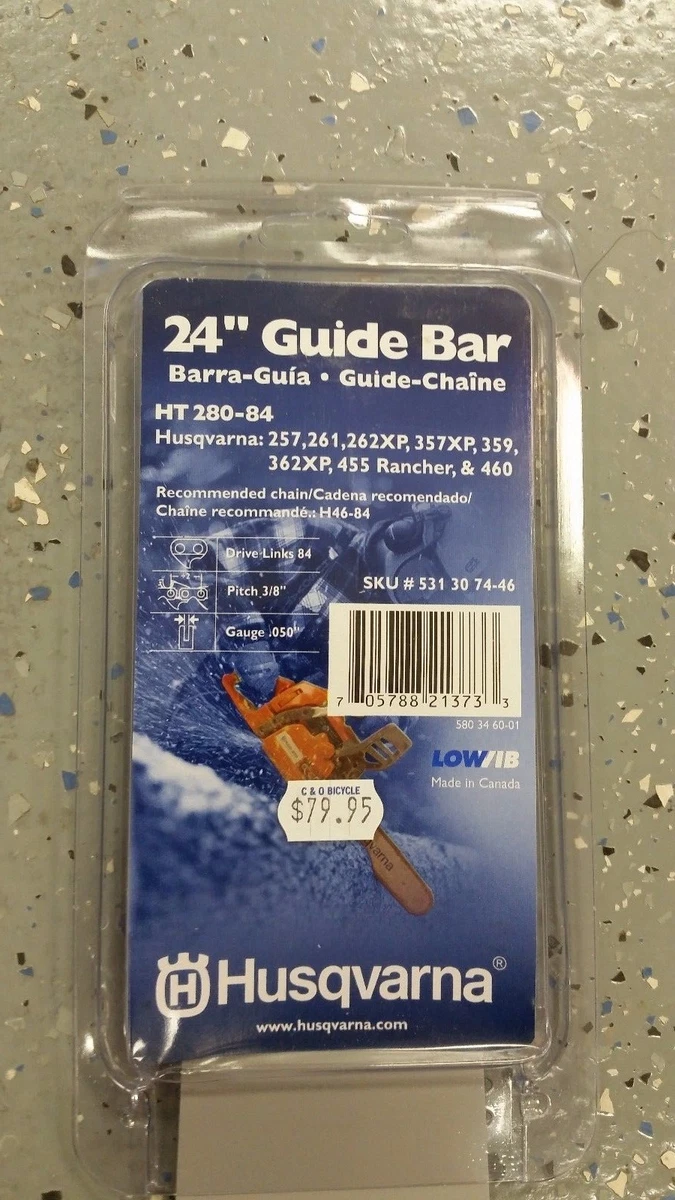 24" Guide Bar
Barra-Guía • Guide-Chaîne
HT 280-84
Husqvarna: 257,261,262XP, 357XP, 359,
362XP, 455 Rancher, & 460
Recommended chain/Cadena recomendado/
Chaîne recommandé.: H46-84
Drive Links 84
Pitch 3/8"
Gauge .050"
SKU # 531 30 74-46
7 05788 21373 3
580 34 60-01
LOWVIB
Made in Canada
C & O BICYCLE
$79.95
H Husqvarna®
www.husqvarna.com